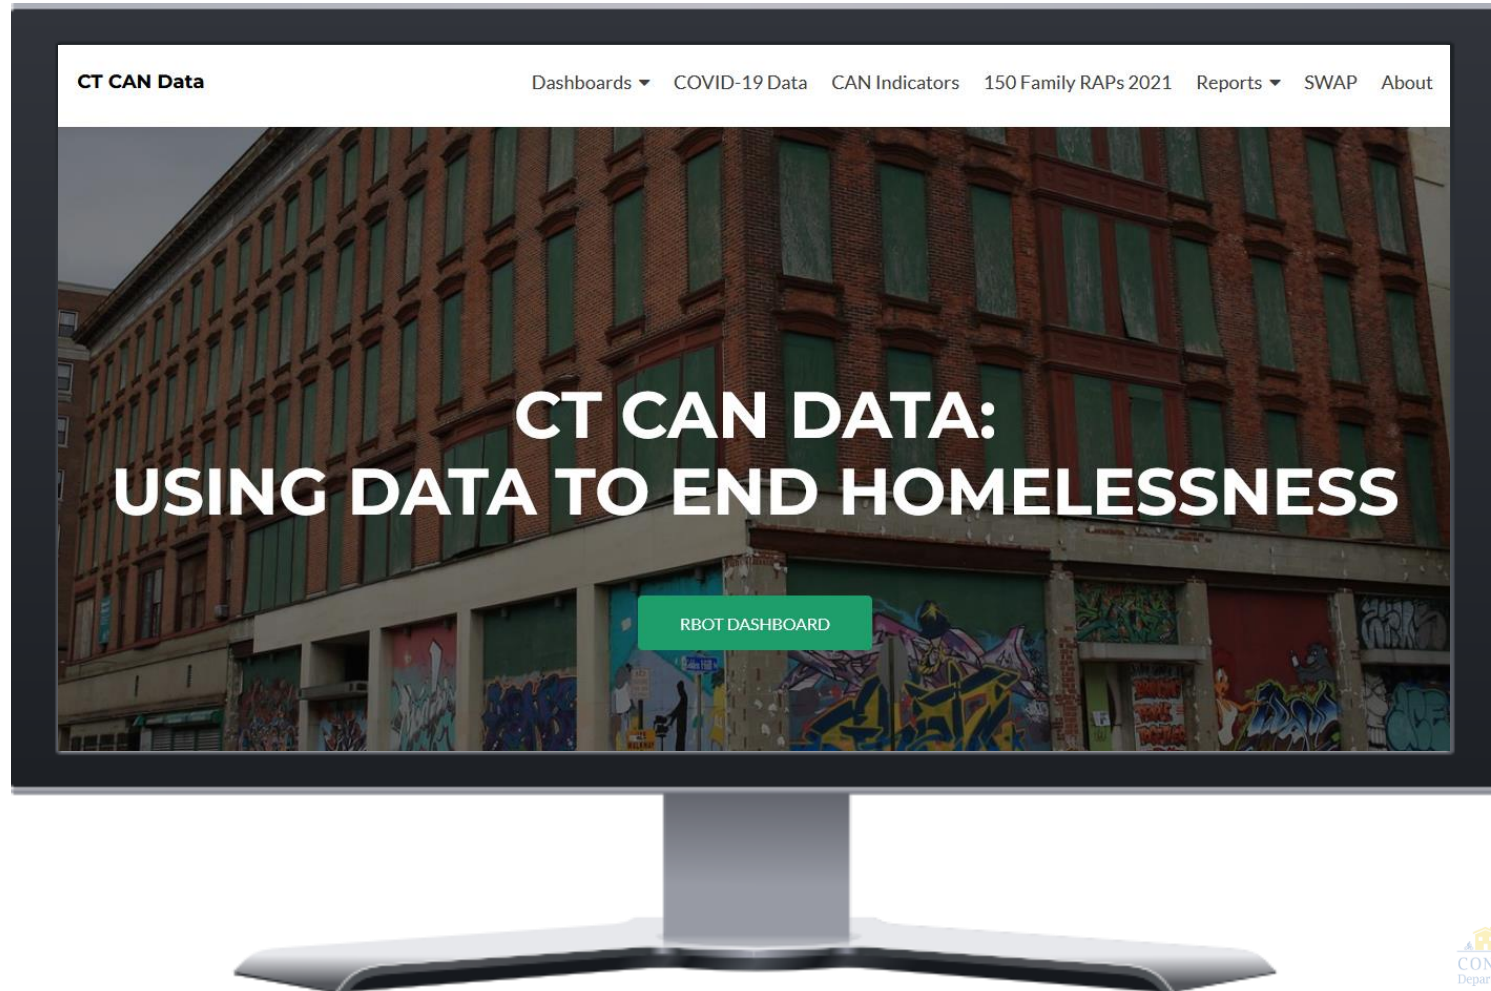 CT CAN Data
Dashboards COVID-19 Data CAN Indicators 150 Family RAPs 2021 Reports SWAP About
CT CAN DATA:
USING DATA TO END HOMELESSNESS
RBOT DASHBOARD